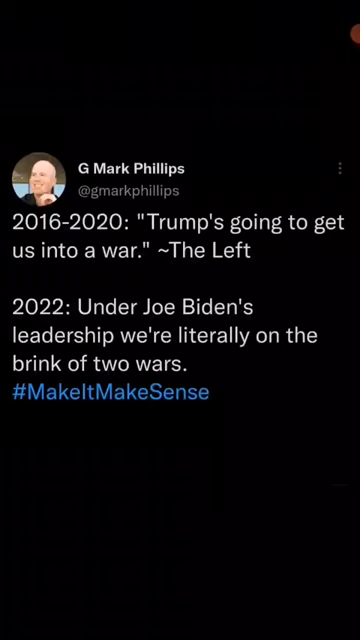 G Mark Phillips
@gmarkphillips
2016-2020: "Trump's going to get
us into a war." ~The Left
2022: Under Joe Biden's
leadership we're literally on the
brink of two wars.
#MakeItMakeSense